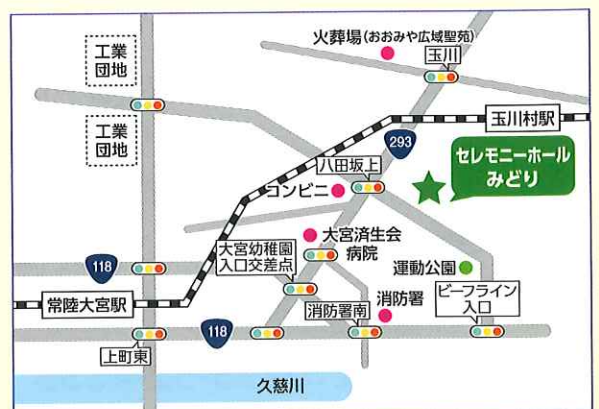 火葬場(おおみや広域聖苑)
玉川
工業
団地
工業
団地
玉川村駅
293
セレモニーホール
みどり
八田坂上
コンビニ
大宮済生会
病院
大宮幼稚園
入口交差点
118
運動公園
ビーフライン
入口
常陸大宮駅
消防署
消防署南
118
上町東
久慈川